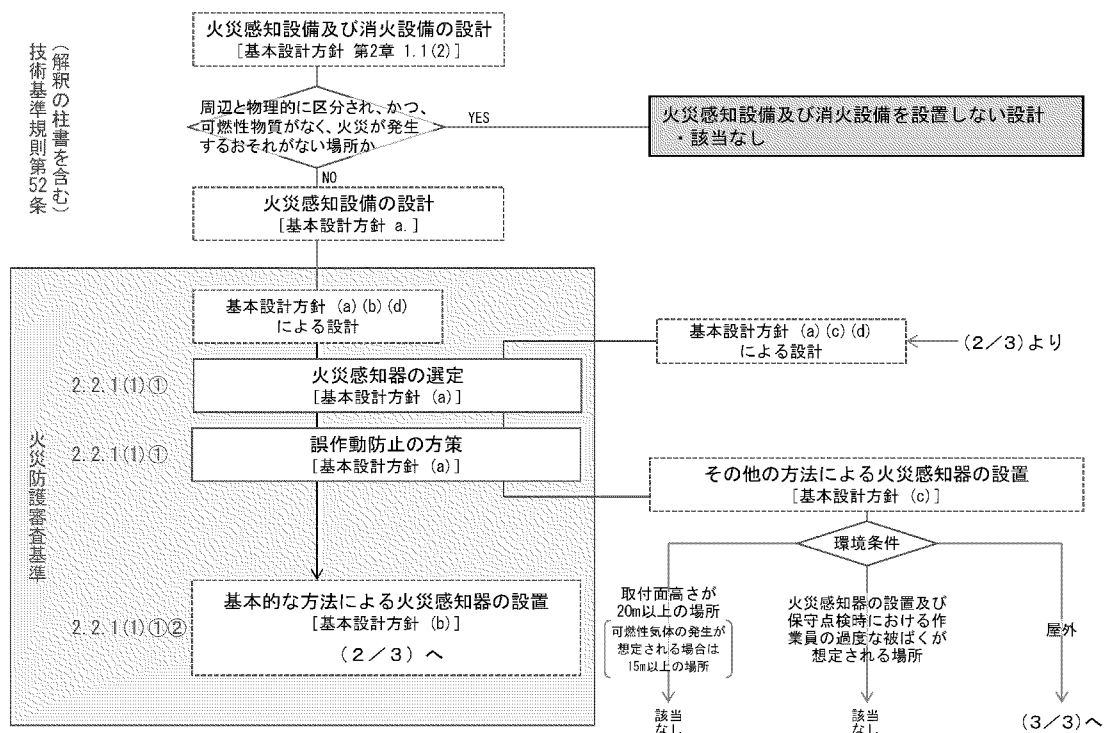 火災感知設備及び消火設備の設計
[基本設計方針 第2章 1.1(2)]
技術基準規則第52条
(解釈の柱書を含む)
周辺と物理的に区分され、かつ、
可燃性物質がなく、火災が発生
するおそれがない場所か
YES
火災感知設備及び消火設備を設置しない設計
・該当なし
NO
火災感知設備の設計
[基本設計方針 a.]
基本設計方針 (a)(b)(d)
による設計
基本設計方針 (a)(c)(d)
による設計
(2/3)より
2.2.1(1)①
火災感知器の選定
[基本設計方針 (a)]
2.2.1(1)①
誤作動防止の方策
[基本設計方針 (a)]
火災防護審査基準
その他の方法による火災感知器の設置
[基本設計方針 (c)]
環境条件
2.2.1(1)①②
基本的な方法による火災感知器の設置
[基本設計方針 (b)]
(2/3)へ
取付面高さが
20m以上の場所
可燃性気体の発生が
想定される場合は
15m以上の場所
火災感知器の設置及び
保守点検時における作
業員の過度な被ばくが
想定される場所
屋外
該当
なし
該当
なし
(3/3)へ